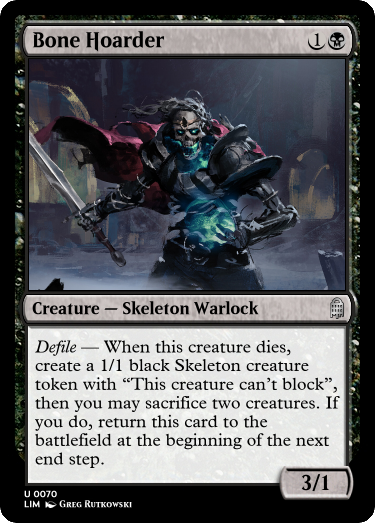 Bone Hoarder 1
Creature — Skeleton Warlock
Defile — When this creature dies,
create a 1/1 black Skeleton creature
token with “This creature can’t block”,
then you may sacrifice two creatures. If
you do, return this card to the
battlefield at the beginning of the next
end step.
3/1
U 0070
LIM Greg Rutkowski